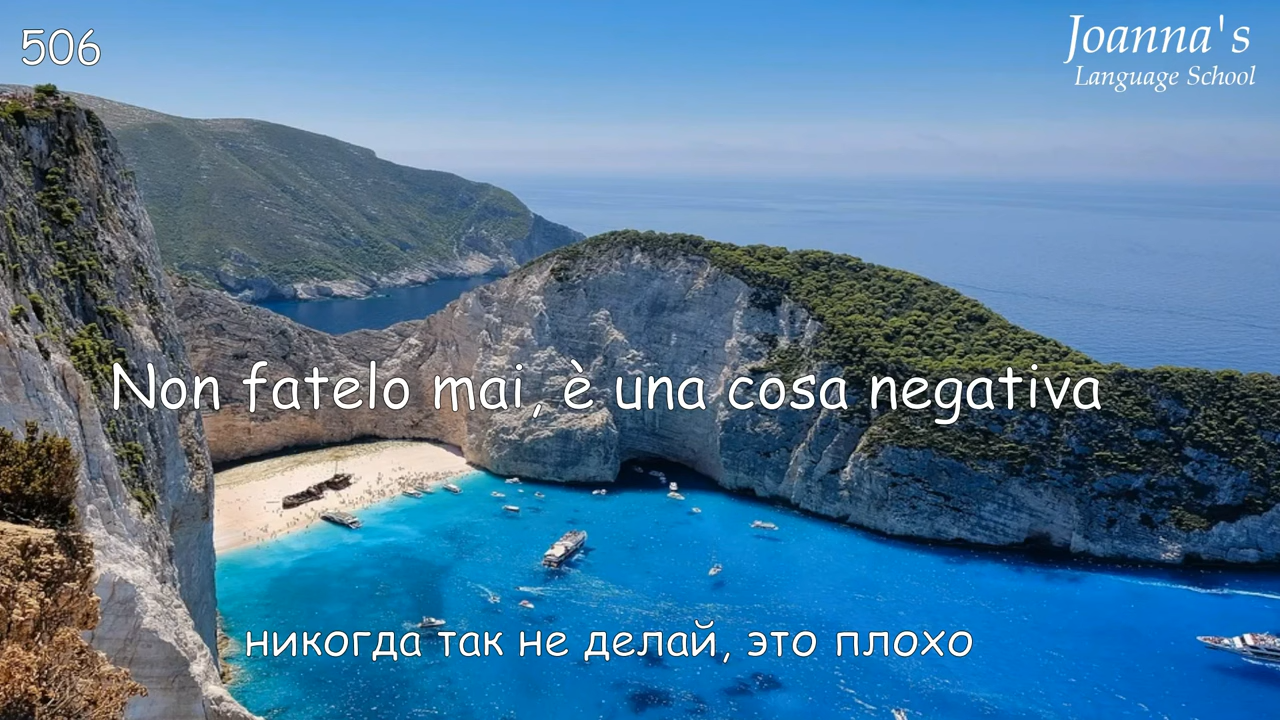 506
Joanna's
Language School
Non fatelo mai, è una cosa negativa
никогда так не делай, это плохо